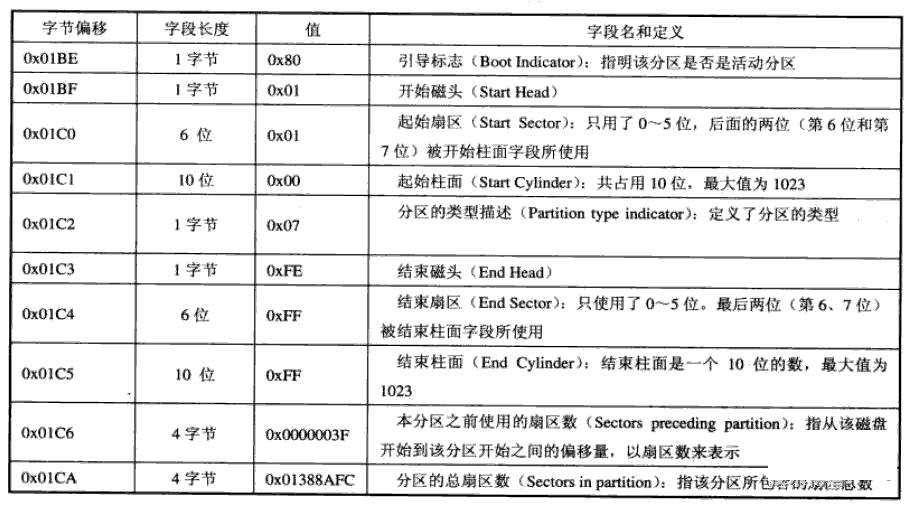 字节偏移 字段长度 值 字段名和定义
0x01BE 1字节 0x80 引导标志（Boot Indicator）：指明该分区是否是活动分区
0x01BF 1字节 0x01 开始磁头（Start Head）
0x01C0 6 位 0x01 起始扇区（Start Sector）：只用了 0～5 位，后面的两位（第 6 位和第
7 位）被开始柱面字段所使用
0x01C1 10 位 0x00 起始柱面（Start Cylinder）：共占用 10 位，最大值为 1023
0x01C2 1字节 0x07 分区的类型描述（Partition type indicator）：定义了分区的类型
0x01C3 1字节 0xFE 结束磁头（End Head）
0x01C4 6位 0xFF 结束扇区（End Sector）：只使用了 0～5 位。最后两位（第 6、7 位）
被结束柱面字段所使用
0x01C5 10 位 0xFF 结束柱面（End Cylinder）：结束柱面是一个 10 位的数，最大值为
1023
0x01C6 4字节 0x0000003F 本分区之前使用的扇区数（Sectors preceding partition）：指从该磁盘
开始到该分区开始之间的偏移量，以扇区数来表示
0x01CA 4字节 0x01388AFC 分区的总扇区数（Sectors in partition）：指该分区所包含的扇区总数